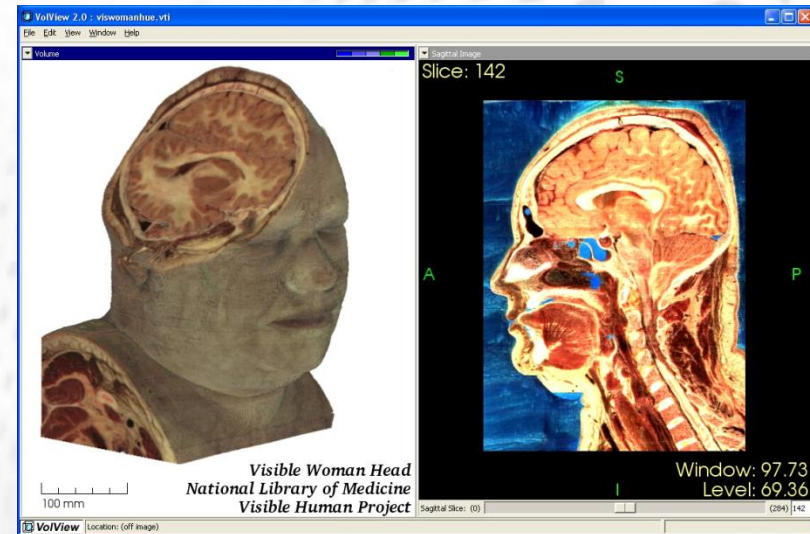 VolView 2.0 : viswomanhue.vti
File Edit View Window Help
Volume
100 mm
Visible Woman Head
National Library of Medicine
Visible Human Project
Sagittal Image
Slice: 142
S
A
P
I
Window: 97.73
Level: 69.36
Sagittal Slice: (0)
(284) 142
VolView Location: (off image)